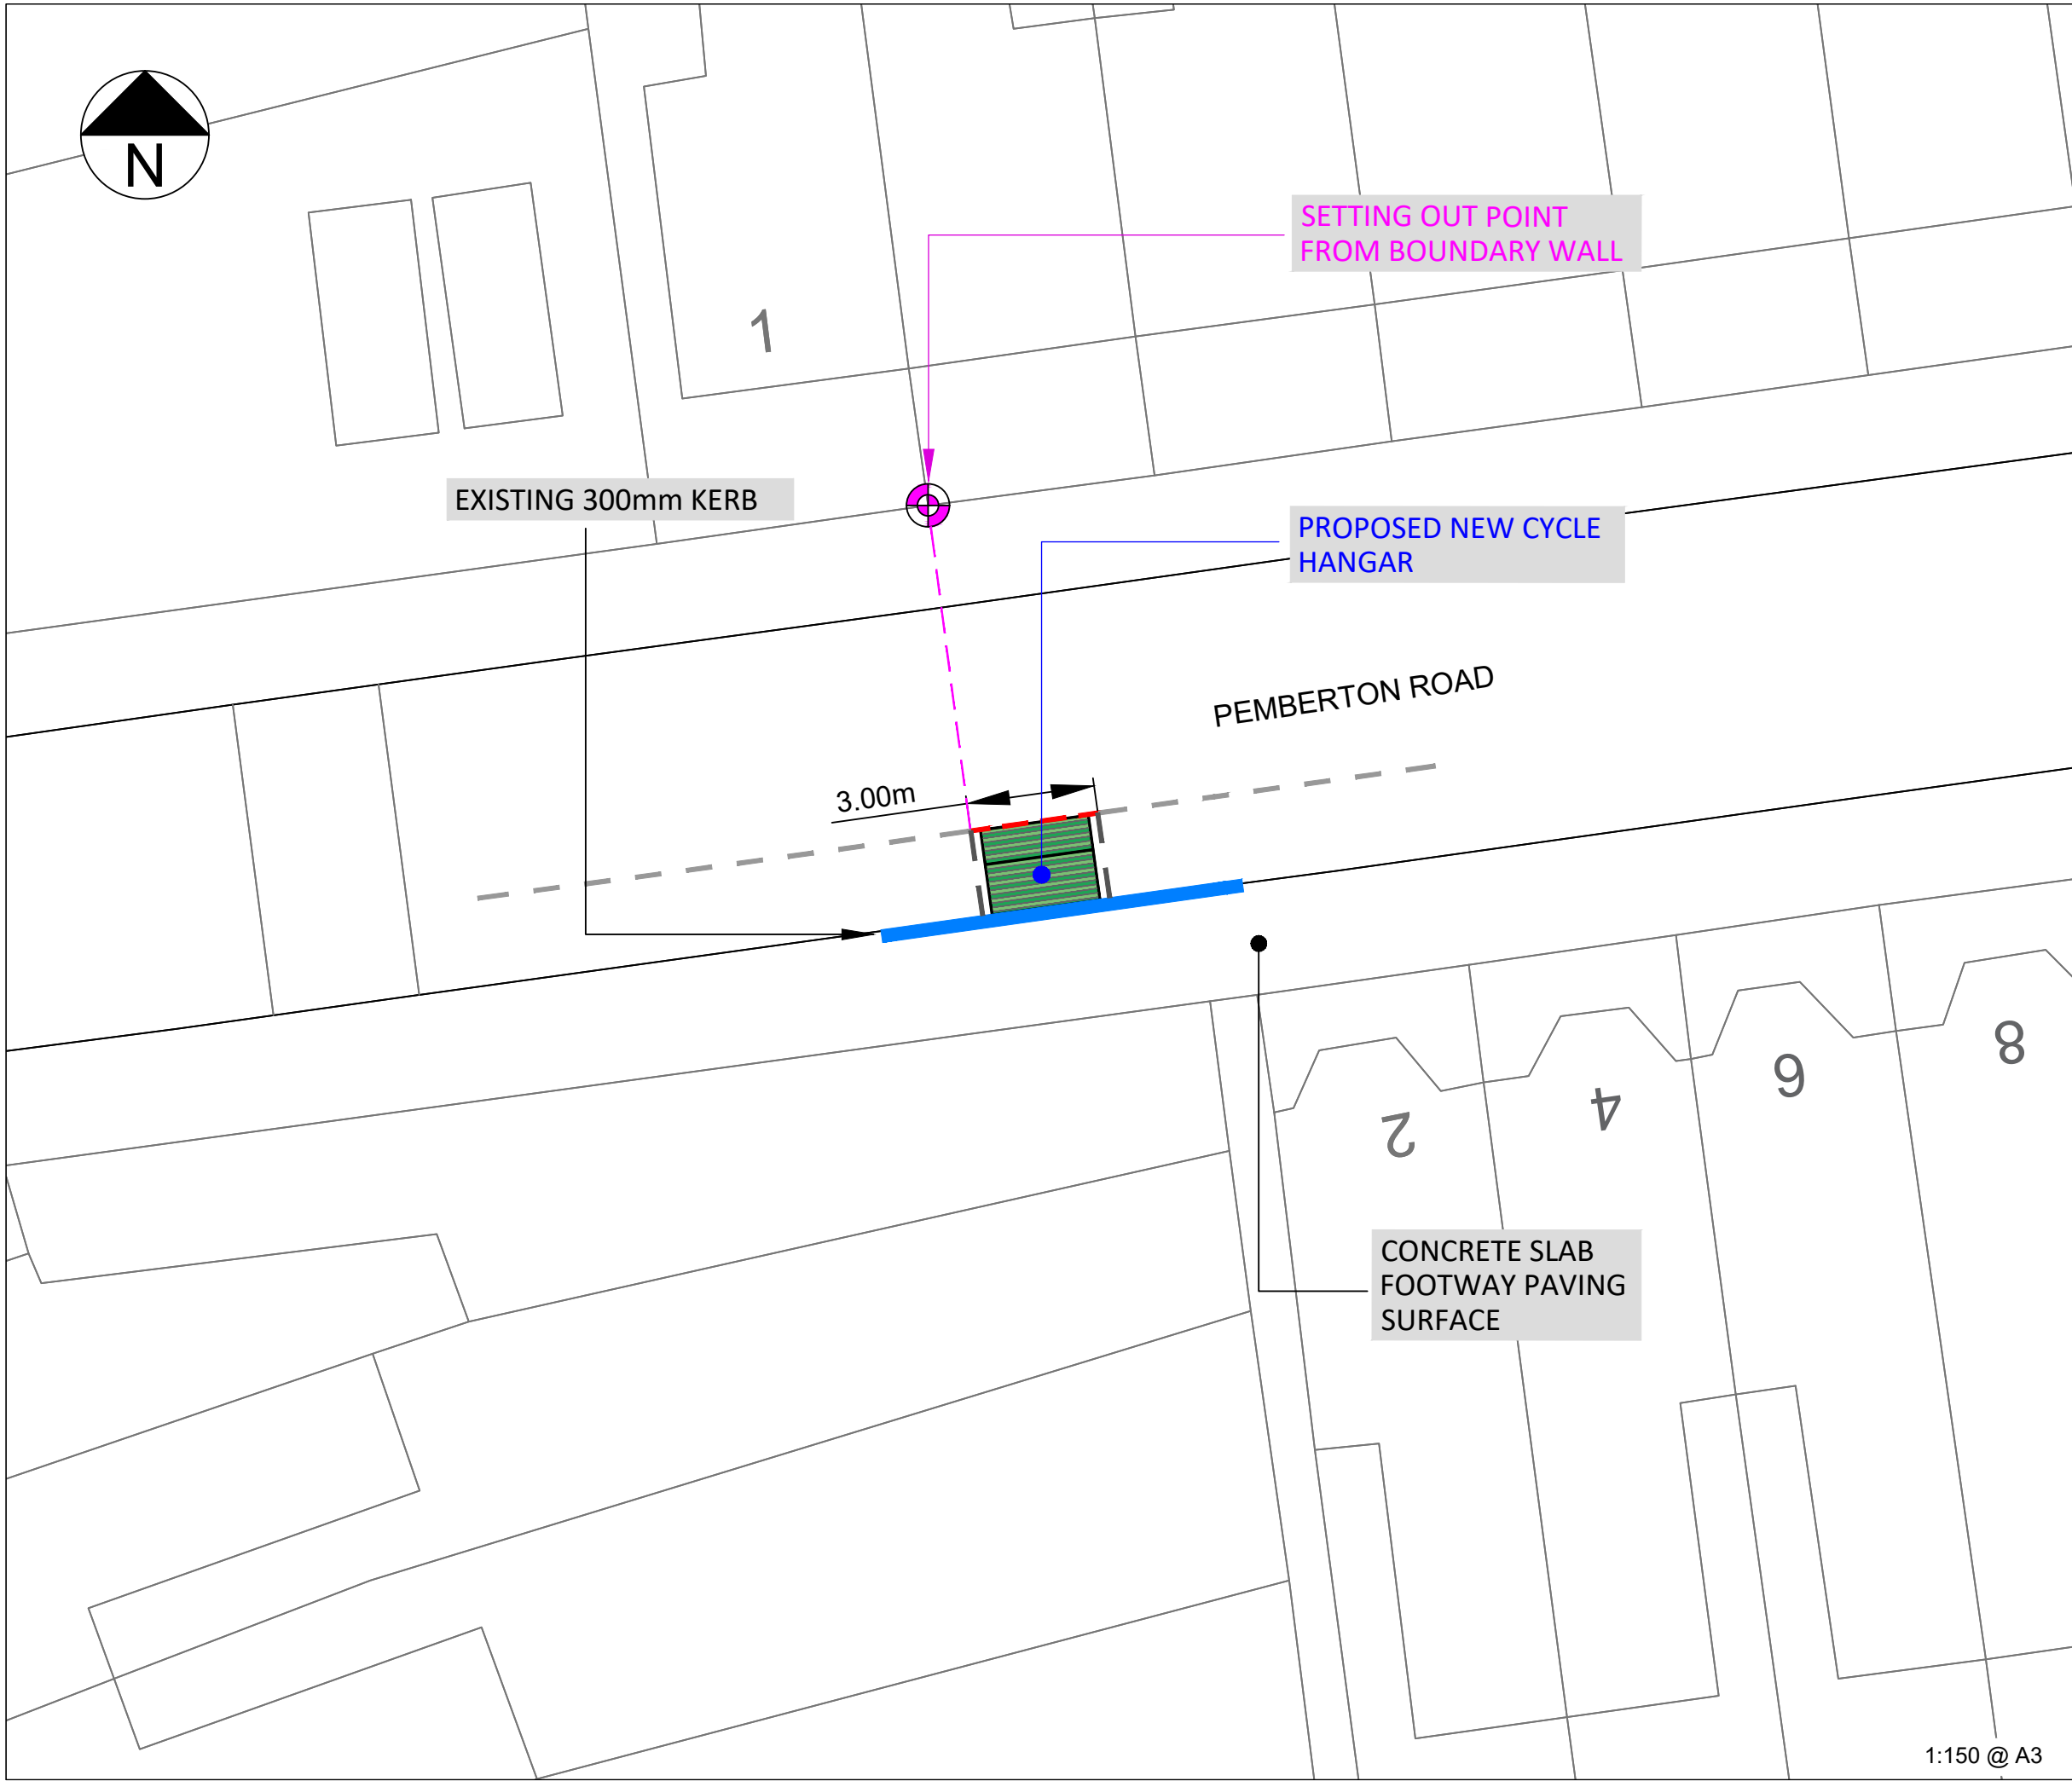 N
SETTING OUT POINT
FROM BOUNDARY WALL
1
EXISTING 300mm KERB
PROPOSED NEW CYCLE
HANGAR
PEMBERTON ROAD
3.00m
2
4
6
8
CONCRETE SLAB
FOOTWAY PAVING
SURFACE
1:150 @ A3